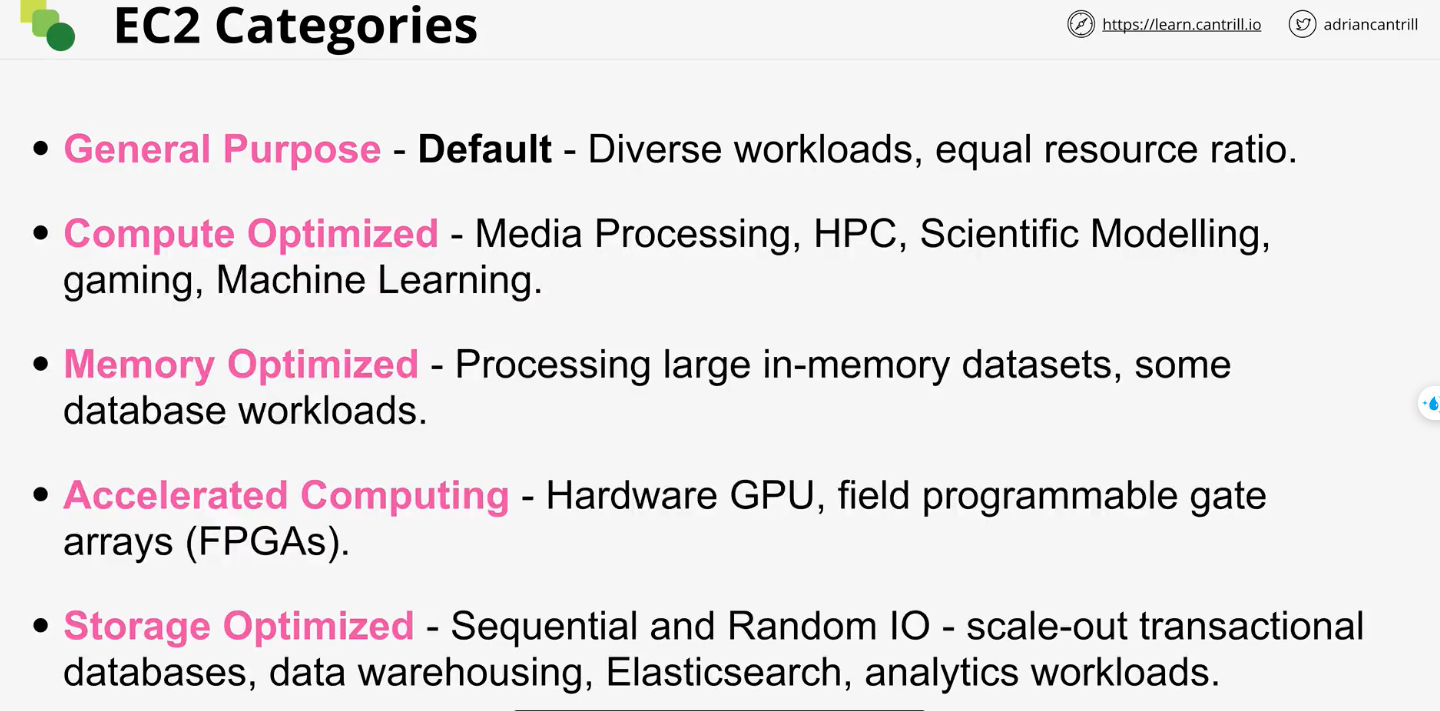 EC2 Categories
https://learn.cantrill.io
adriancantrill
• General Purpose - Default - Diverse workloads, equal resource ratio.
• Compute Optimized - Media Processing, HPC, Scientific Modelling,
gaming, Machine Learning.
• Memory Optimized - Processing large in-memory datasets, some
database workloads.
• Accelerated Computing - Hardware GPU, field programmable gate
arrays (FPGAs).
• Storage Optimized - Sequential and Random IO - scale-out transactional
databases, data warehousing, Elasticsearch, analytics workloads.